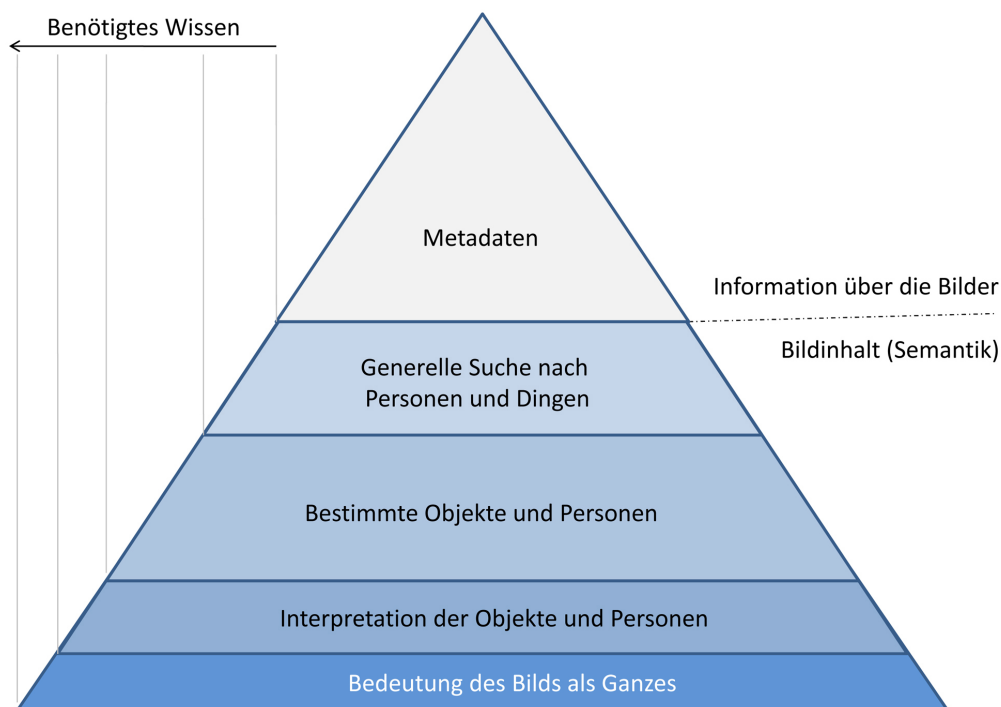 Benötigtes Wissen
Metadaten
Information über die Bilder
Bildinhalt (Semantik)
Generelle Suche nach
Personen und Dingen
Bestimmte Objekte und Personen
Interpretation der Objekte und Personen
Bedeutung des Bilds als Ganzes